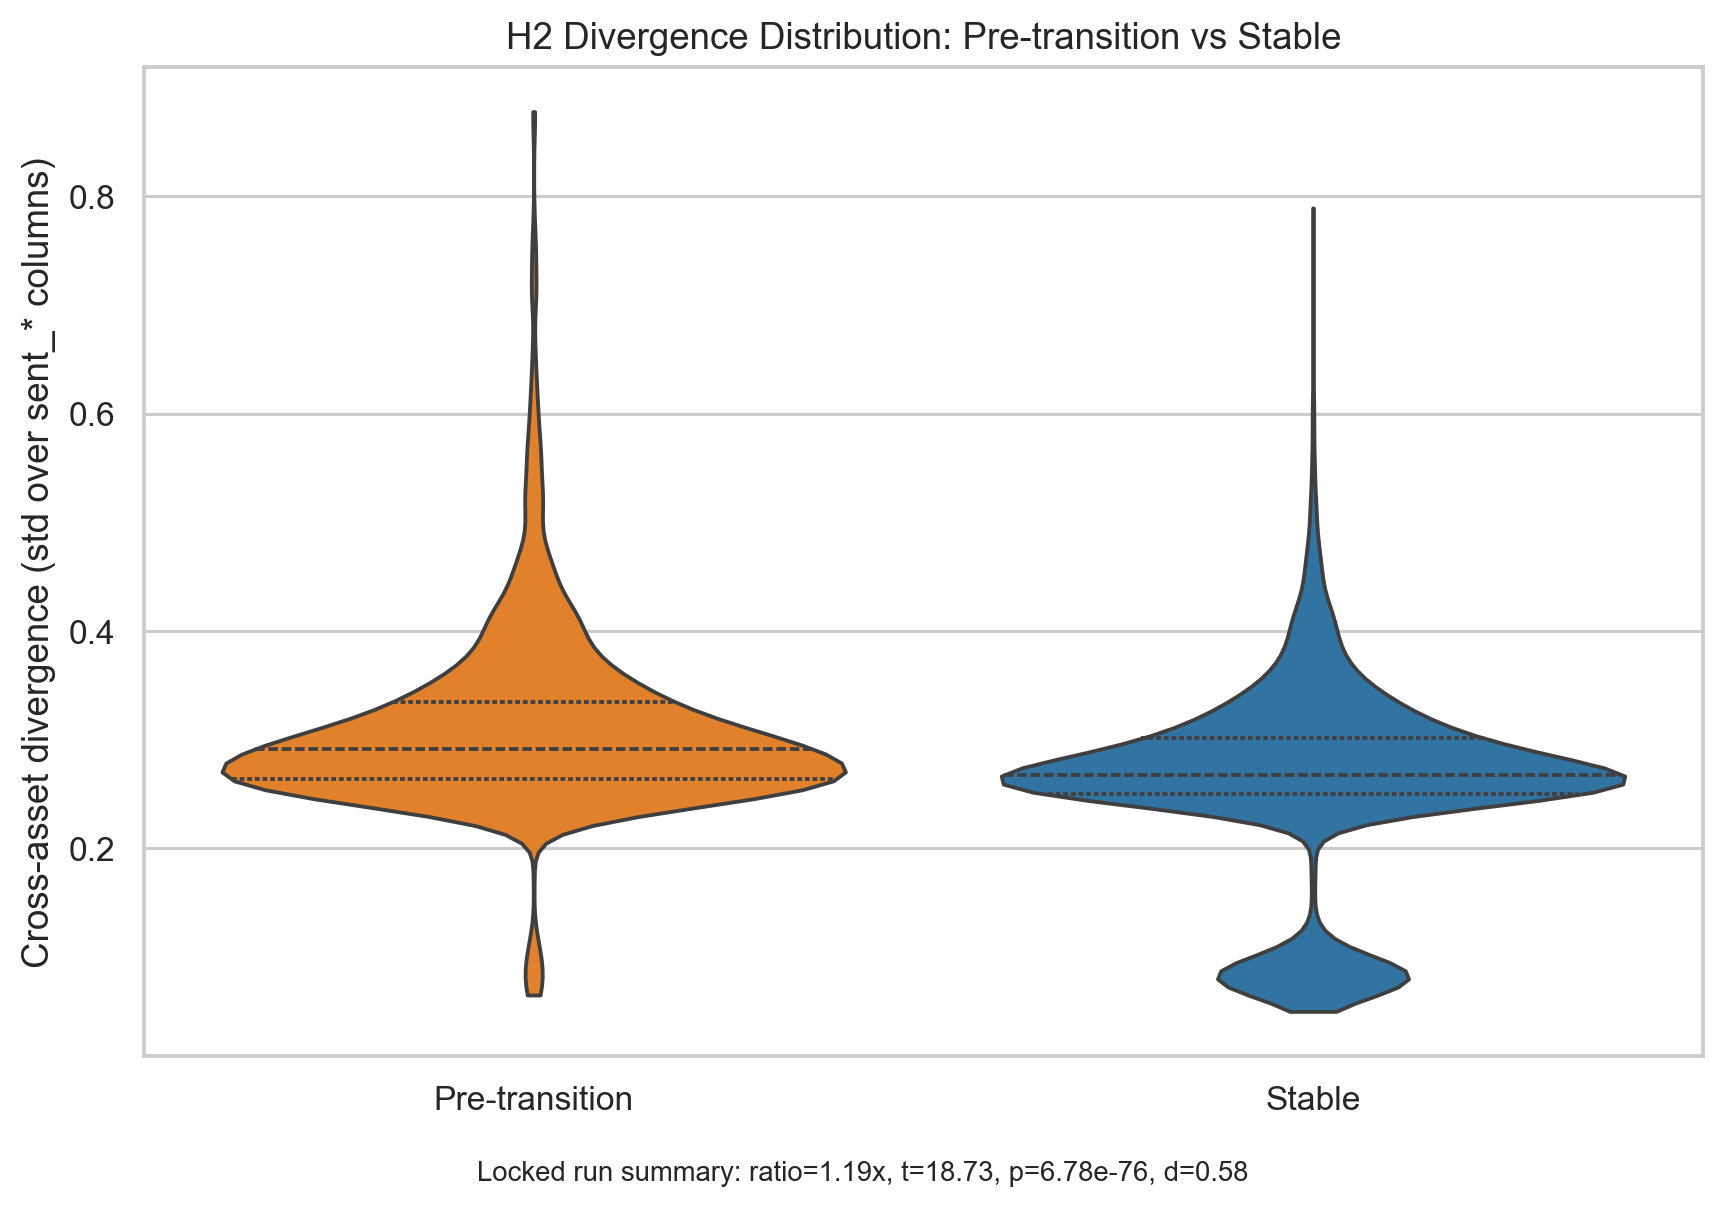 H2 Divergence Distribution: Pre-transition vs Stable
Cross-asset divergence (std over sent_* columns)
0.8
0.6
0.4
0.2
Pre-transition
Stable
Locked run summary: ratio=1.19x, t=18.73, p=6.78e-76, d=0.58